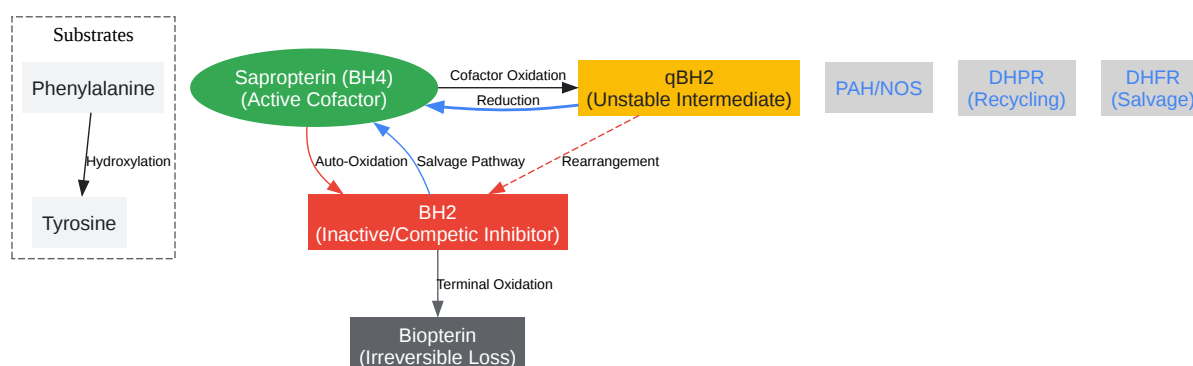 Substrates
Phenylalanine
Hydroxylation
Tyrosine
Sapropterin (BH4)
(Active Cofactor)
Cofactor Oxidation
Reduction
qBH2
(Unstable Intermediate)
PAH/NOS
DHPR
(Recycling)
DHFR
(Salvage)
Auto-Oxidation
Salvage Pathway
Rearrangement
BH2
(Inactive/Competic Inhibitor)
Terminal Oxidation
Biopterin
(Irreversible Loss)